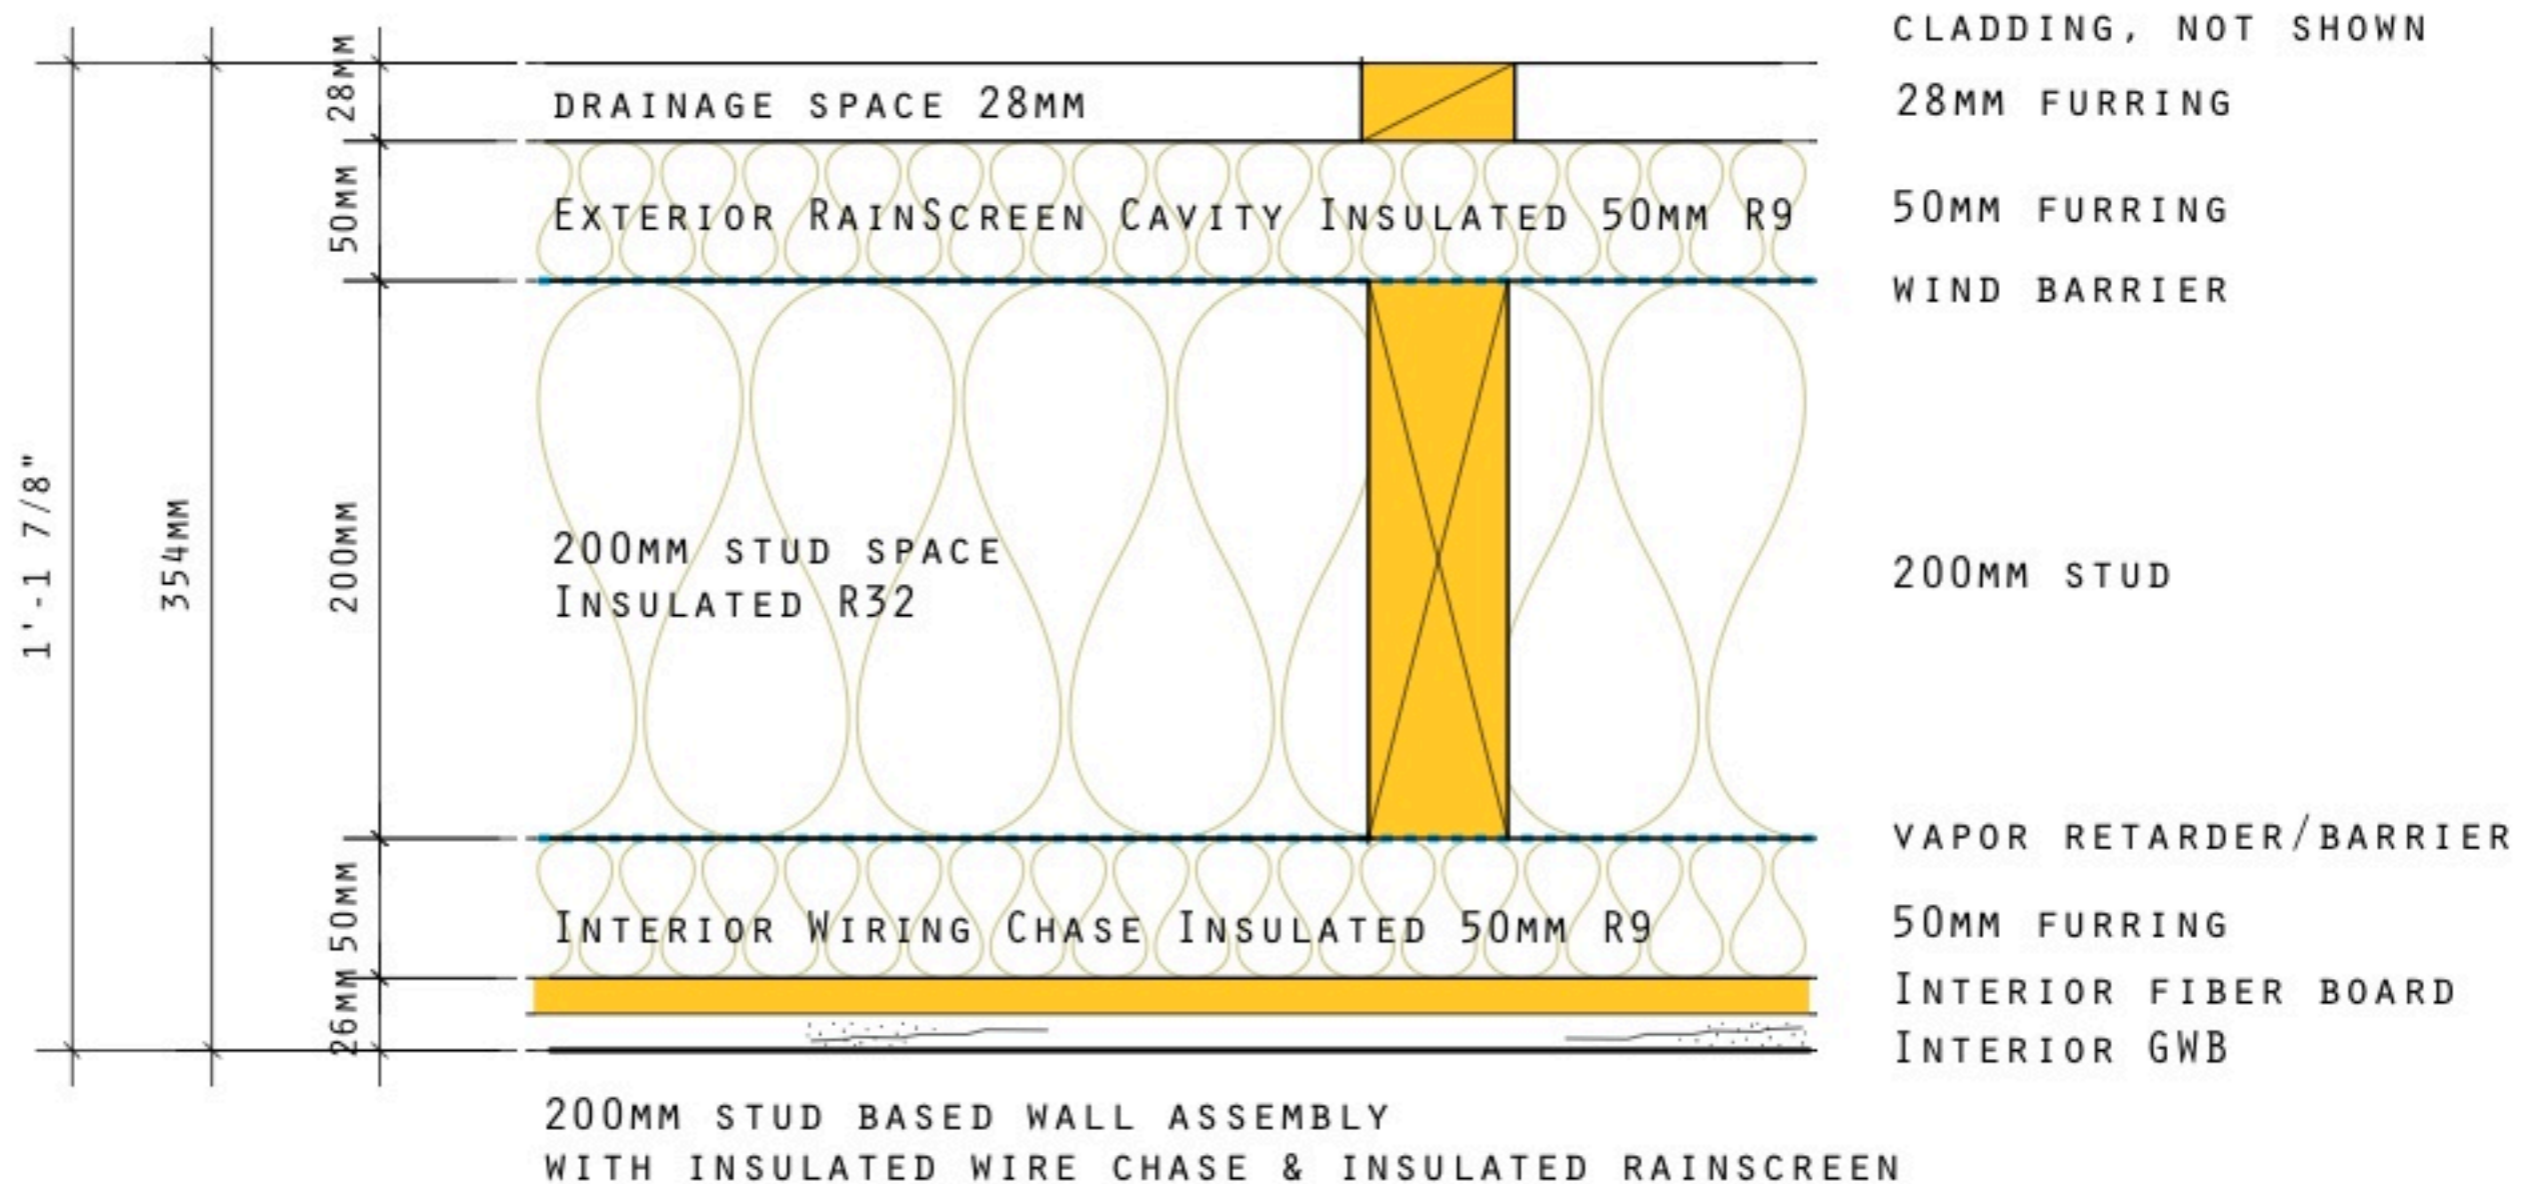 CLADDING, NOT SHOWN
28MM
DRAINAGE SPACE 28MM
28MM FURRING
50MM
EXTERIOR RAINSCREEN CAVITY INSULATED 50MM R9
50MM FURRING
WIND BARRIER
1'-1 7/8"
354MM
200MM
200MM STUD SPACE
INSULATED R32
200MM STUD
VAPOR RETARDER/BARRIER
50MM
INTERIOR WIRING CHASE INSULATED 50MM R9
50MM FURRING
26MM
INTERIOR FIBER BOARD
INTERIOR GWB
200MM STUD BASED WALL ASSEMBLY
WITH INSULATED WIRE CHASE & INSULATED RAINSCREEN